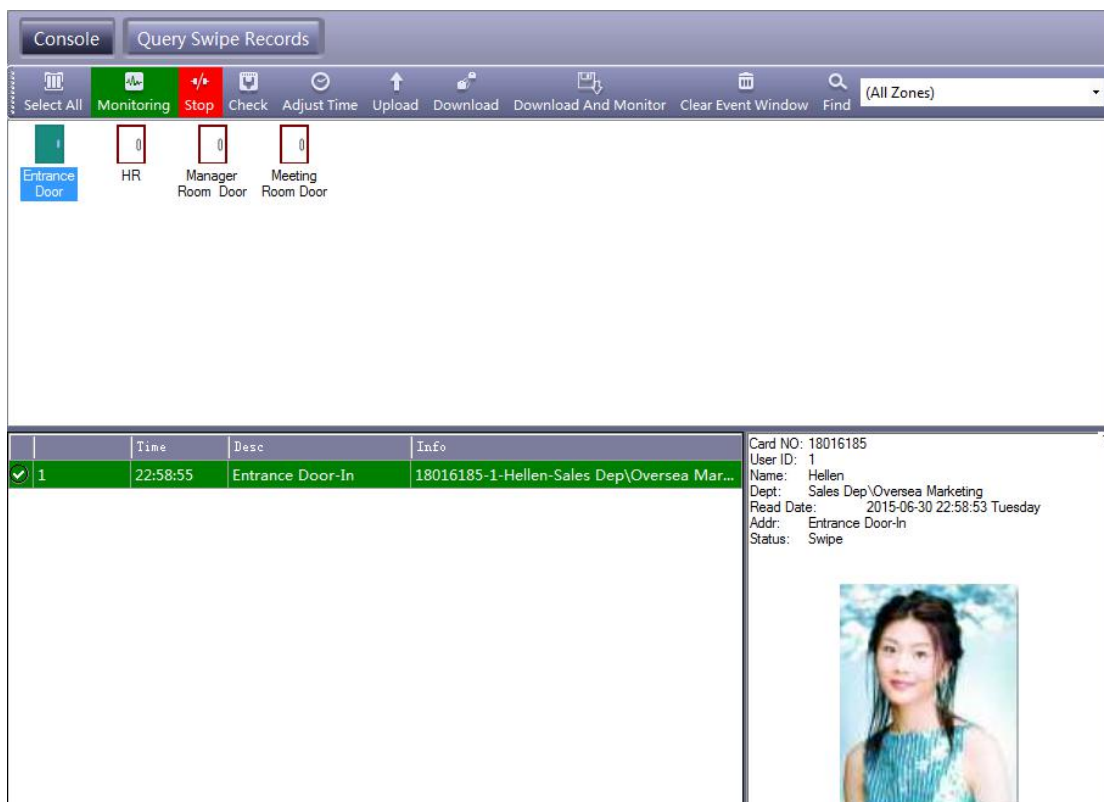 Console Query Swipe Records
Select All Monitoring Stop Check Adjust Time Upload Download Download And Monitor Clear Event Window Find (All Zones)
Entrance Door
HR
Manager Room Door
Meeting Room Door
Time Desc Info
1 22:58:55 Entrance Door-In 18016185-1-Hellen-Sales Dep\Oversea Mar...
Card NO: 18016185
User ID: 1
Name: Hellen
Dept: Sales Dep\Oversea Marketing
Read Date: 2015-06-30 22:58:53 Tuesday
Addr: Entrance Door-In
Status: Swipe